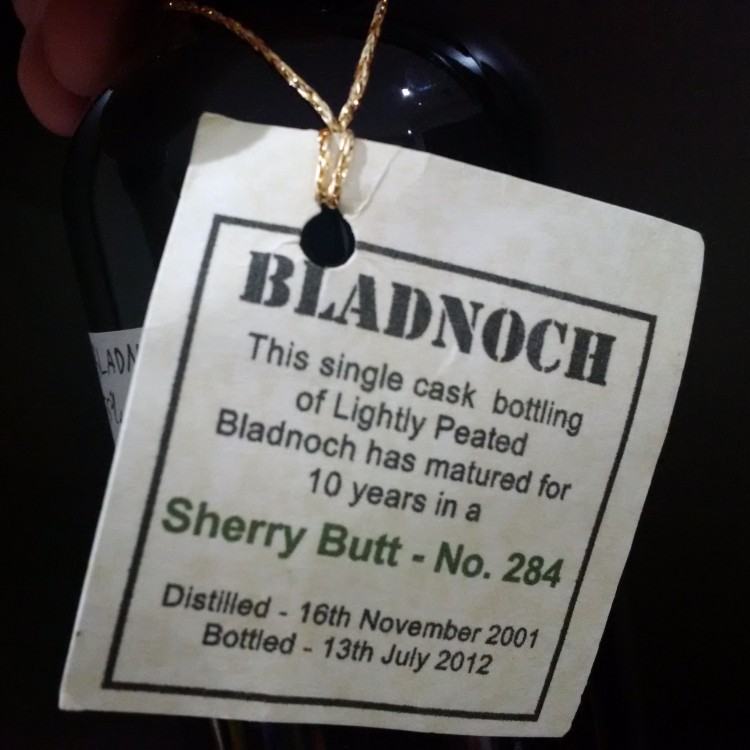 BLADNOCH
This single cask bottling
of Lightly Peated
Bladnoch has matured for
10 years in a
Sherry Butt - No. 284
Distilled - 16th November 2001
Bottled - 13th July 2012